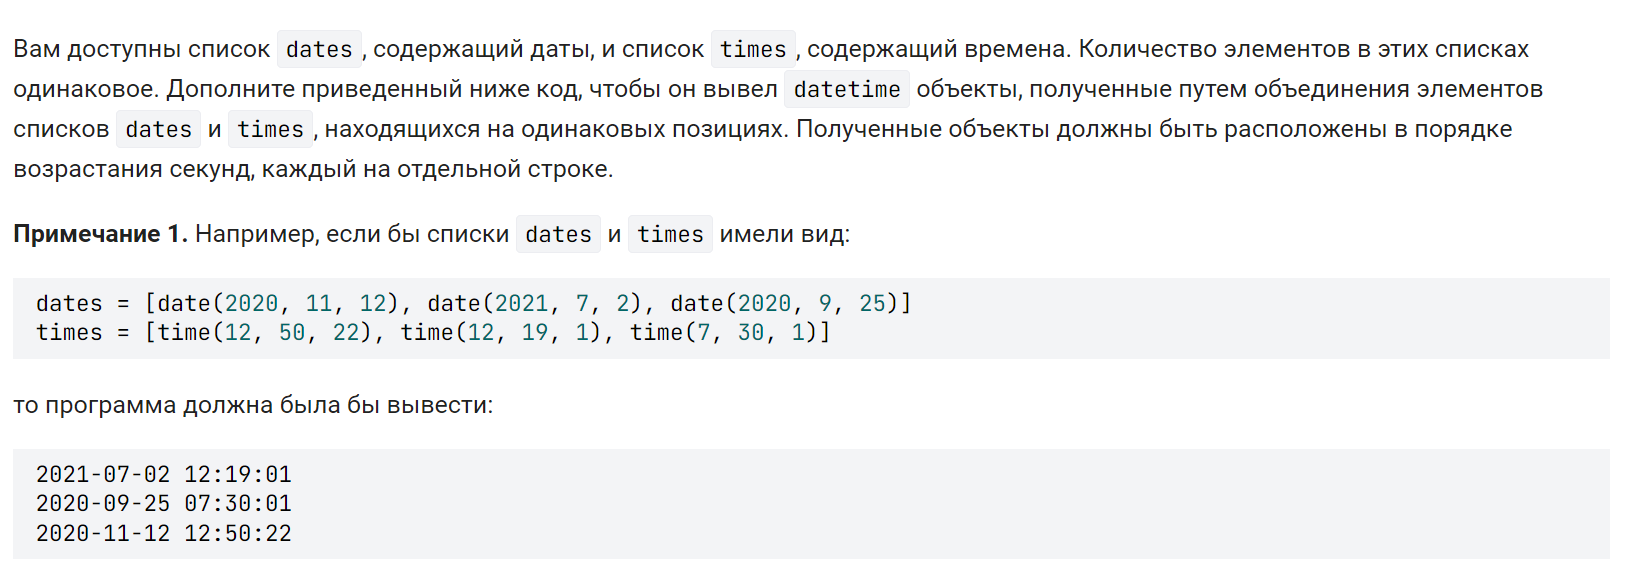 Вам доступны список dates, содержащий даты, и список times, содержащий времена. Количество элементов в этих списках
одинаковое. Дополните приведенный ниже код, чтобы он вывел datetime объекты, полученные путем объединения элементов
списков dates и times, находящихся на одинаковых позициях. Полученные объекты должны быть расположены в порядке
возрастания секунд, каждый на отдельной строке.
Примечание 1. Например, если бы списки dates и times имели вид:
dates = [date(2020, 11, 12), date(2021, 7, 2), date(2020, 9, 25)]
times = [time(12, 50, 22), time(12, 19, 1), time(7, 30, 1)]
то программа должна была бы вывести:
2021-07-02 12:19:01
2020-09-25 07:30:01
2020-11-12 12:50:22